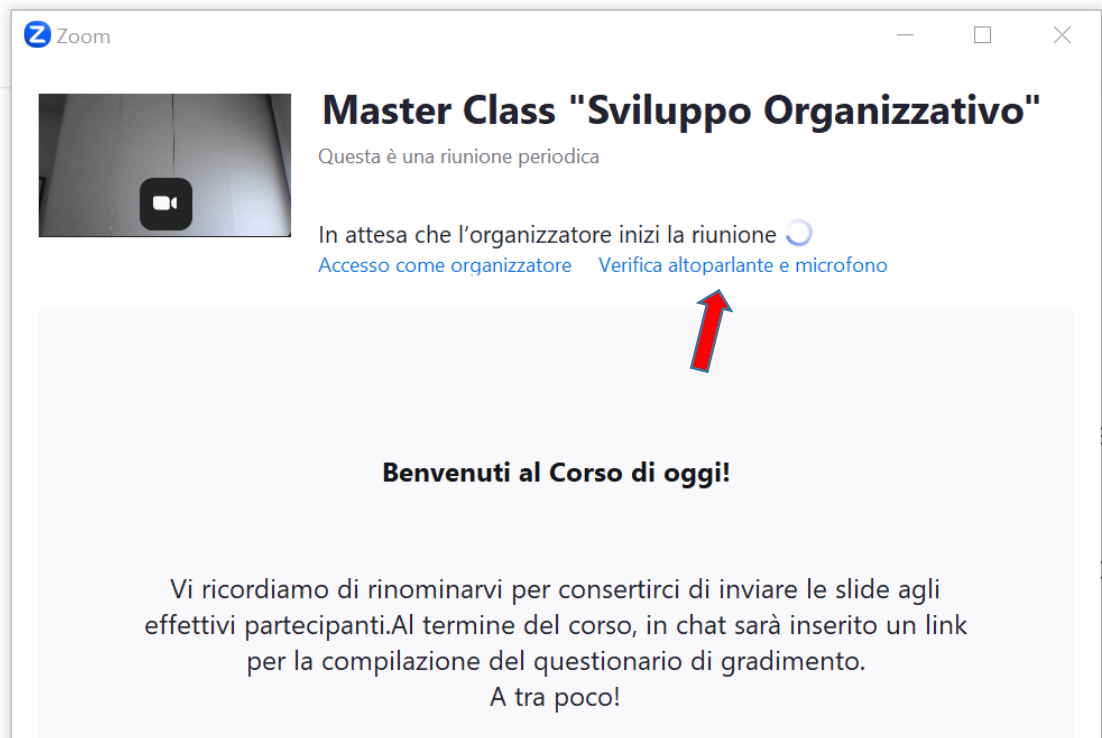 Zoom
Master Class "Sviluppo Organizzativo"
Questa è una riunione periodica
In attesa che l’organizzatore inizi la riunione
Accesso come organizzatore Verifica altoparlante e microfono
Benvenuti al Corso di oggi!
Vi ricordiamo di rinominarvi per consertirci di inviare le slide agli
effettivi partecipanti.Al termine del corso, in chat sarà inserito un link
per la compilazione del questionario di gradimento.
A tra poco!